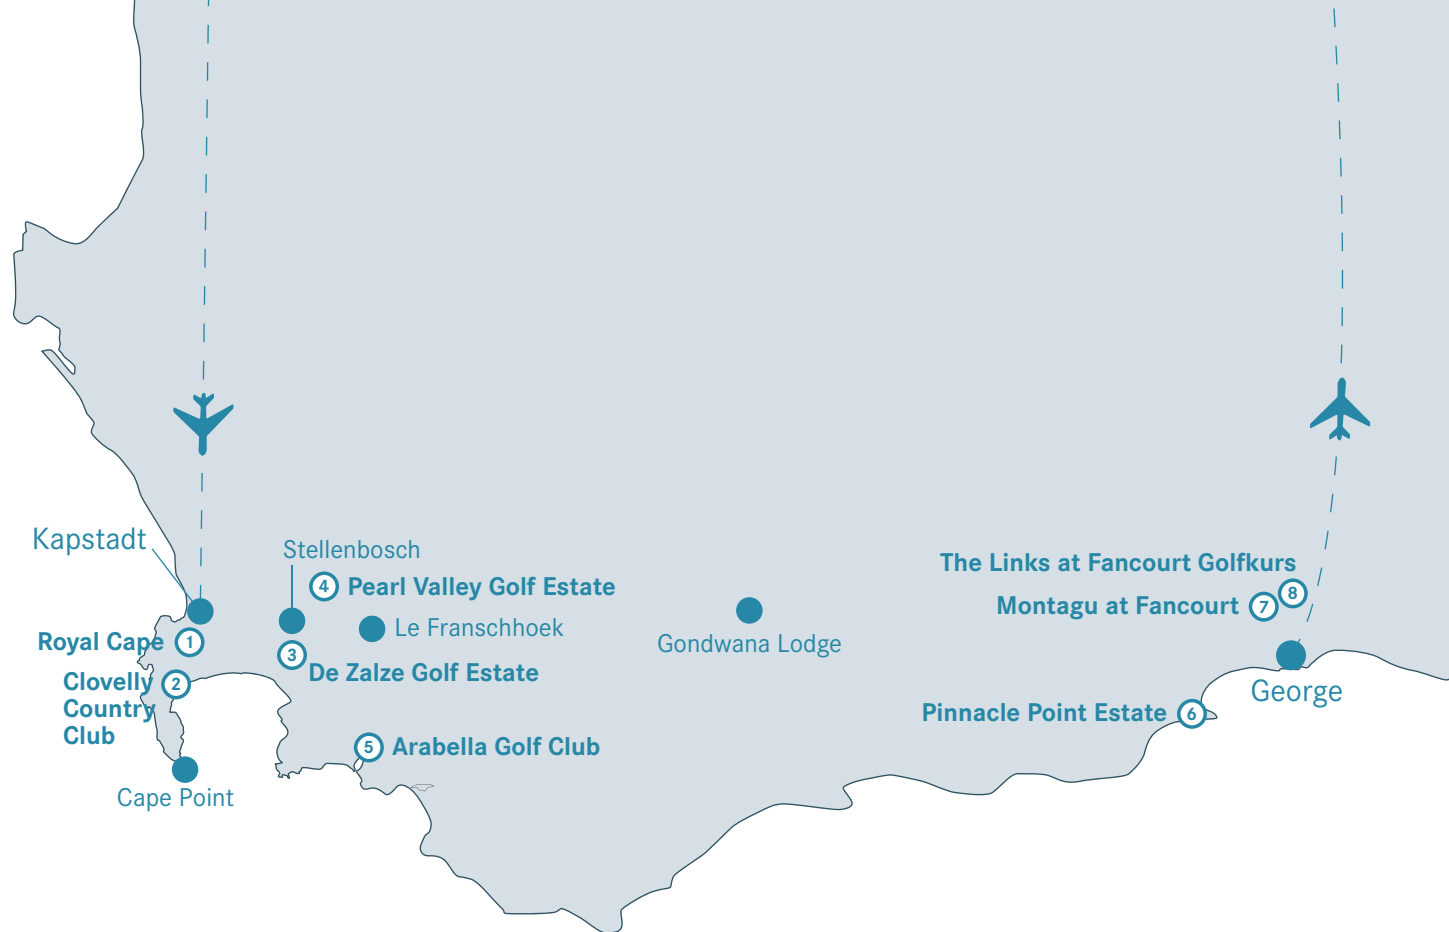 Kapstadt
Stellenbosch
4 Pearl Valley Golf Estate
Le Franschhoek
Royal Cape 1
3
De Zalze Golf Estate
Clovelly 2
Country
Club
5 Arabella Golf Club
Cape Point
Gondwana Lodge
The Links at Fancourt Golfkurs
8
Montagu at Fancourt 7
George
Pinnacle Point Estate 6